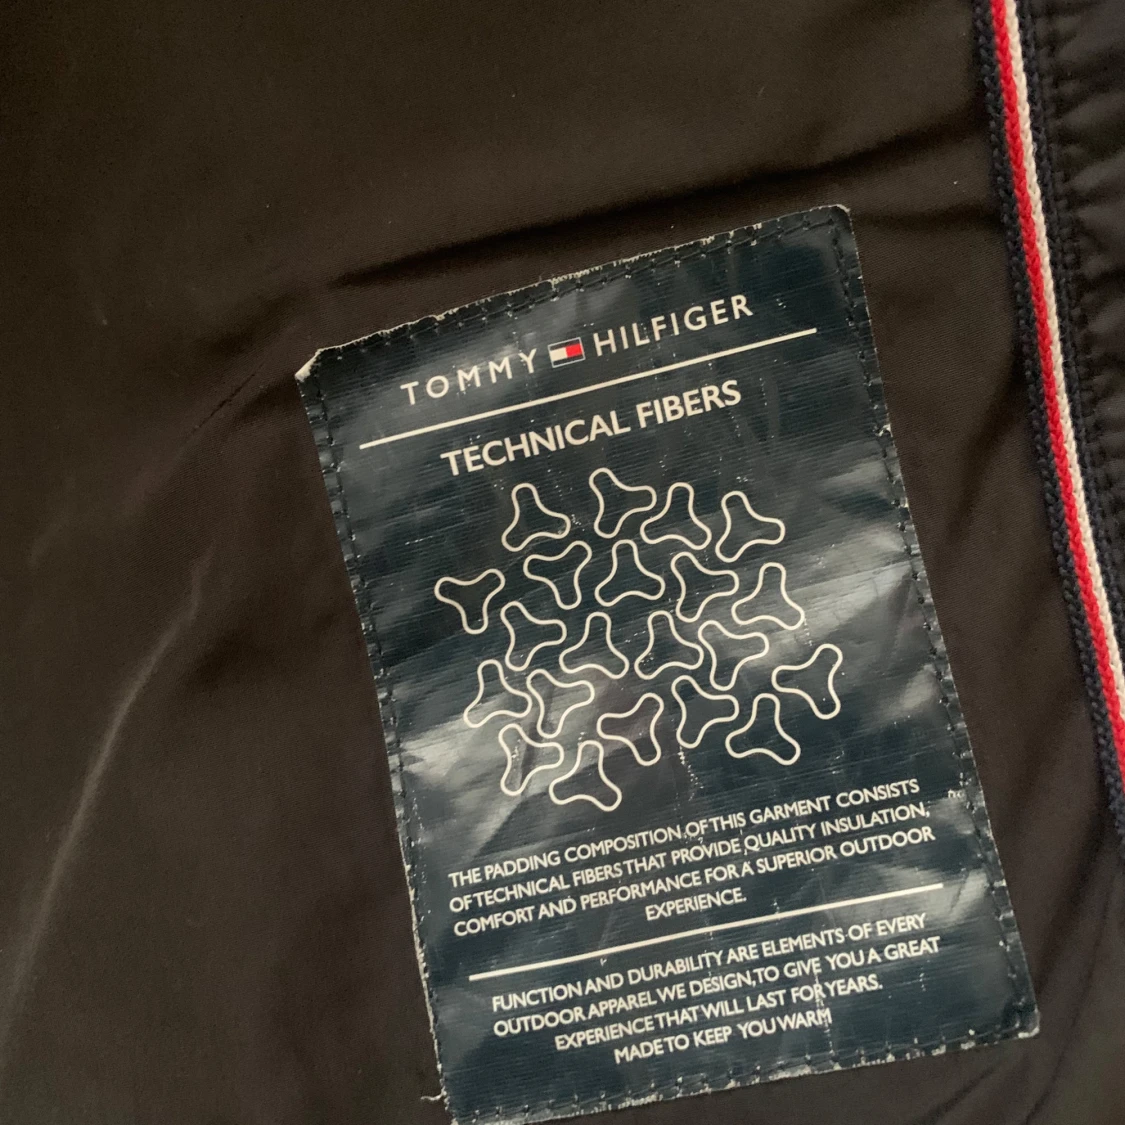 TOMMY HILFIGER
TECHNICAL FIBERS
THE PADDING COMPOSITION OF THIS GARMENT CONSISTS
OF TECHNICAL FIBERS THAT PROVIDE QUALITY INSULATION,
COMFORT AND PERFORMANCE FOR A SUPERIOR OUTDOOR
EXPERIENCE.
FUNCTION AND DURABILITY ARE ELEMENTS OF EVERY
OUTDOOR APPAREL WE DESIGN, TO GIVE YOU A GREAT
EXPERIENCE THAT WILL LAST FOR YEARS.
MADE TO KEEP YOU WARM